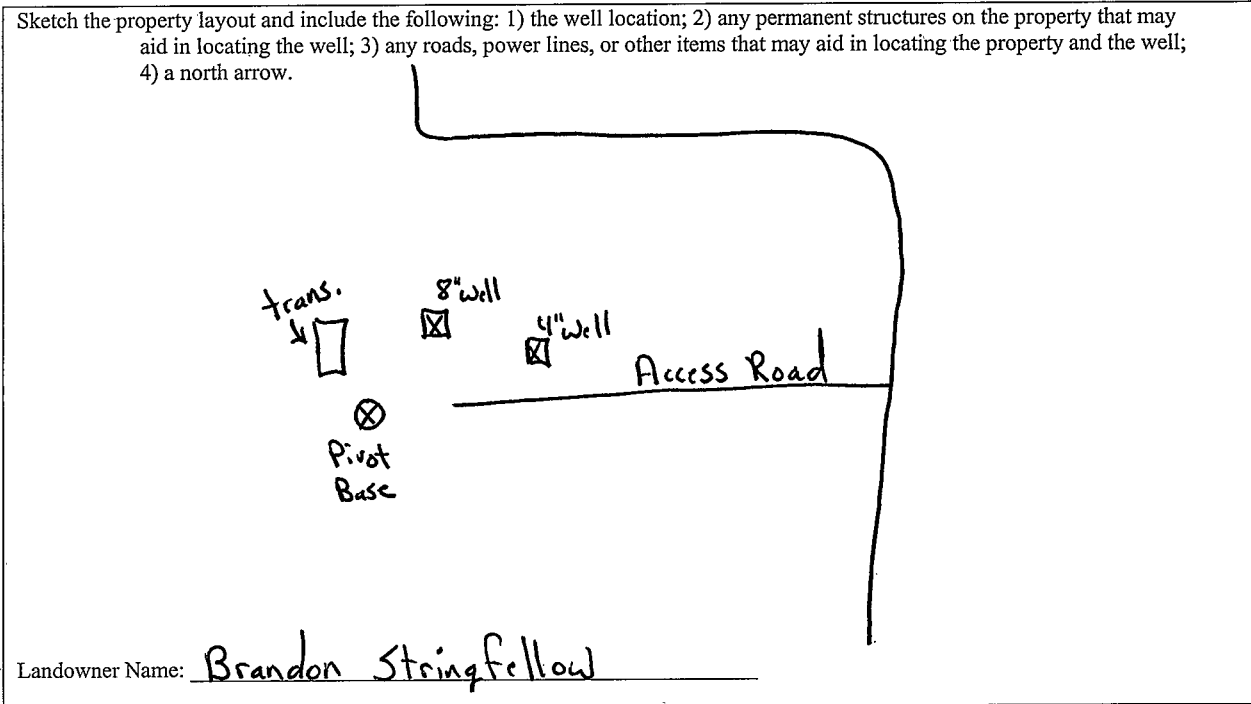 Sketch the property layout and include the following: 1) the well location; 2) any permanent structures on the property that may
aid in locating the well; 3) any roads, power lines, or other items that may aid in locating the property and the well;
4) a north arrow.
trans.
8" well
4" well
Access Road
Pivot
Base
Landowner Name: Brandon Stringfellow